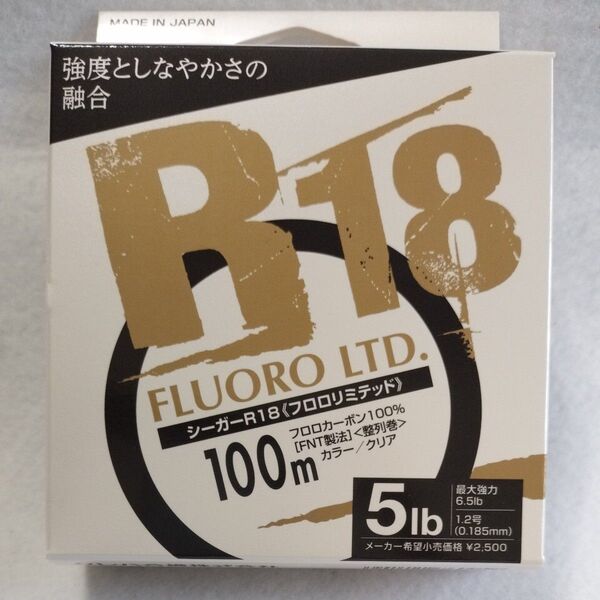 MADE IN JAPAN
強度としなやかさの
融合
R18
FLUORO LTD.
シーガーR18《フロロリミテッド》
100m
フロロカーボン100%
[FNT製法]<整列巻>
カラー/クリア
5lb
最大強力
6.5lb
1.2号
(0.185mm)
メーカー希望小売価格 ¥2,500